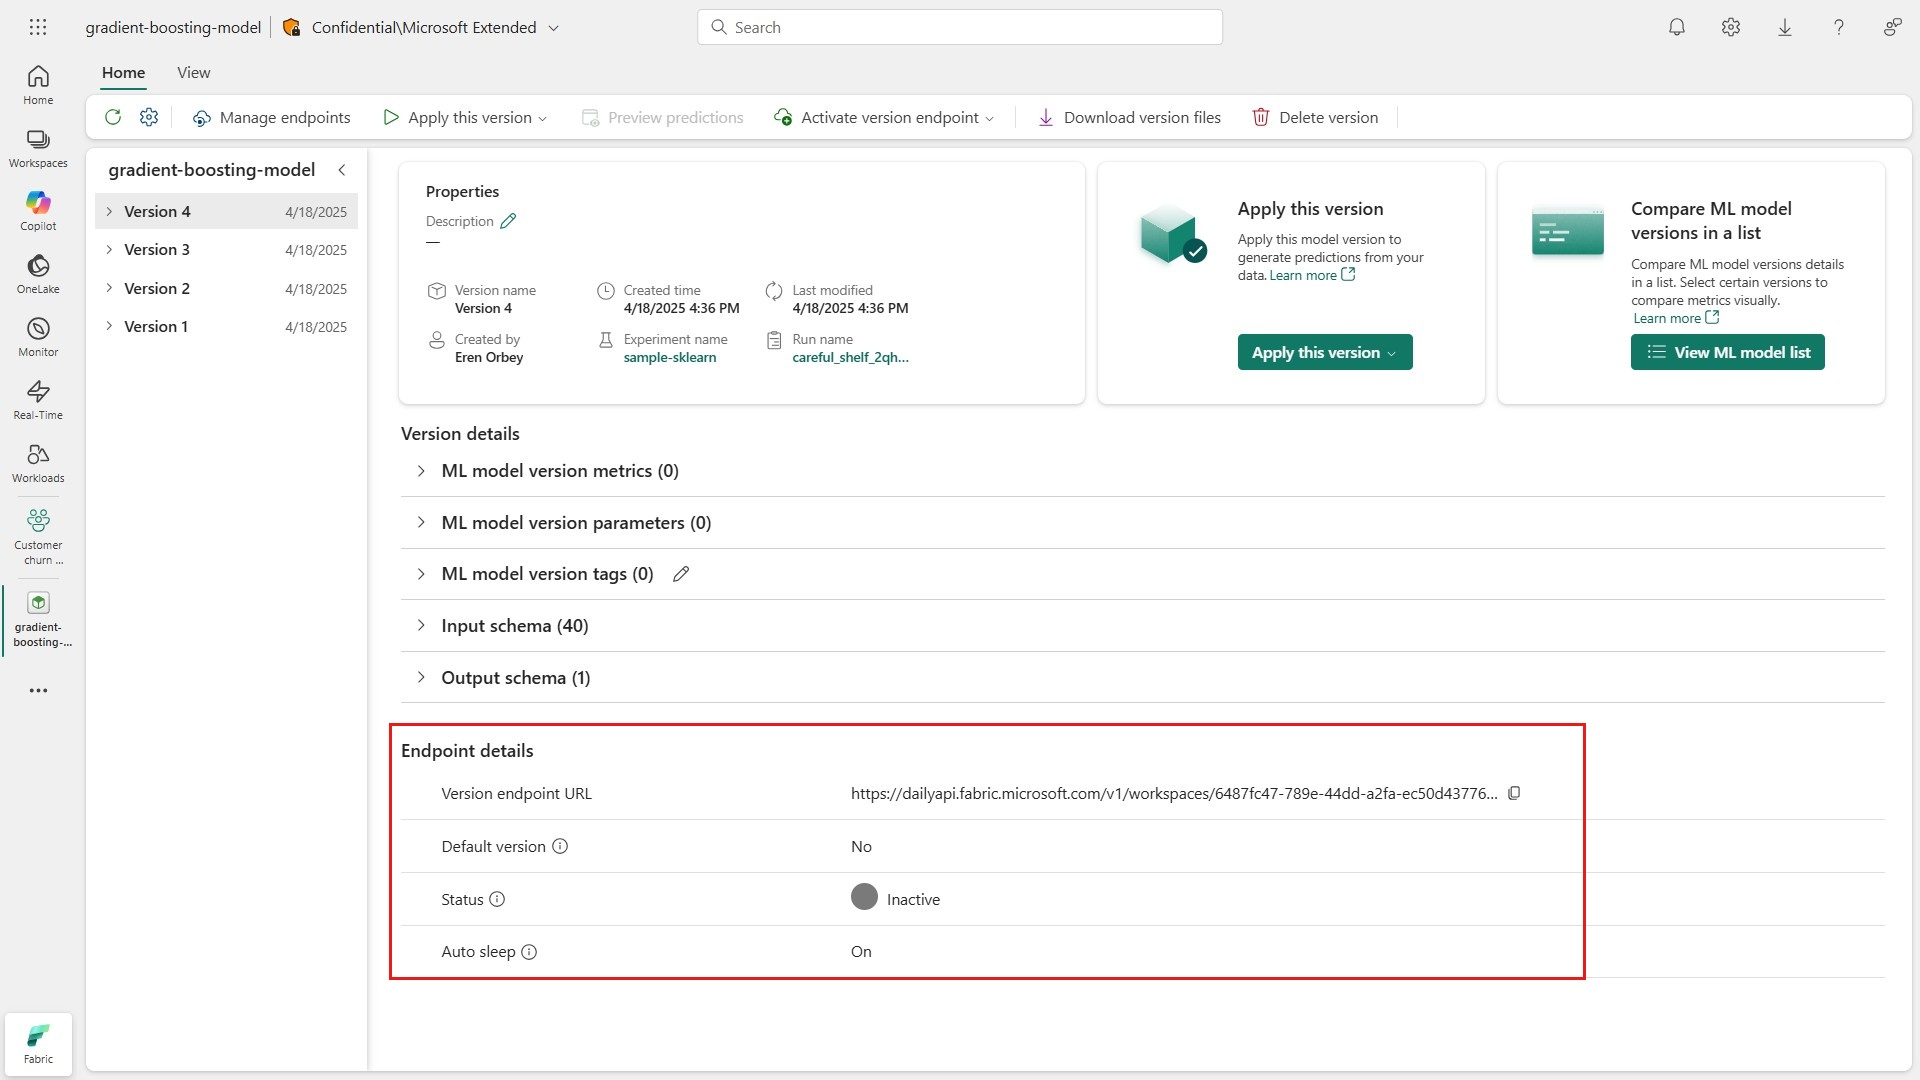 gradient-boosting-model
Confidential\Microsoft Extended
Search
Home
View
Manage endpoints
Apply this version
Preview predictions
Activate version endpoint
Download version files
Delete version
Home
Workspaces
Copilot
OneLake
Monitor
Real-Time
Workloads
Customer
churn ...
gradient-
boosting-...
Fabric
gradient-boosting-model
Version 4 4/18/2025
Version 3 4/18/2025
Version 2 4/18/2025
Version 1 4/18/2025
Properties
Description
—
Version name
Version 4
Created time
4/18/2025 4:36 PM
Last modified
4/18/2025 4:36 PM
Created by
Eren Orbey
Experiment name
sample-sklearn
Run name
careful_shelf_2qh...
Apply this version
Apply this model version to
generate predictions from your
data. Learn more
Apply this version
Compare ML model
versions in a list
Compare ML model versions details
in a list. Select certain versions to
compare metrics visually.
Learn more
View ML model list
Version details
ML model version metrics (0)
ML model version parameters (0)
ML model version tags (0)
Input schema (40)
Output schema (1)
Endpoint details
Version endpoint URL https://dailyapi.fabric.microsoft.com/v1/workspaces/6487fc47-789e-44dd-a2fa-ec50d43776...
Default version No
Status Inactive
Auto sleep On